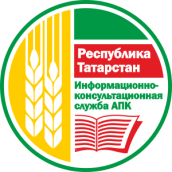 Республика
Татарстан
Информационно-
консультационная
служба АПК